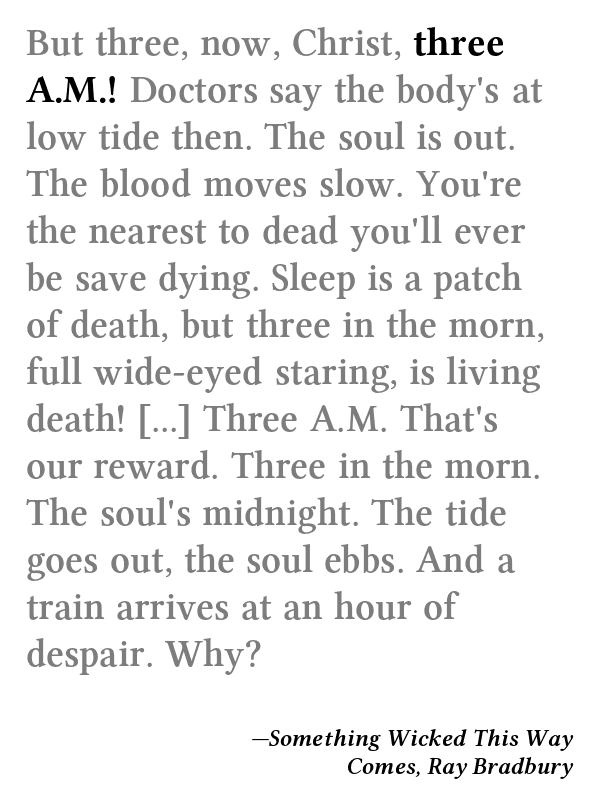 But three, now, Christ, three
A.M.! Doctors say the body's at
low tide then. The soul is out.
The blood moves slow. You're
the nearest to dead you'll ever
be save dying. Sleep is a patch
of death, but three in the morn,
full wide-eyed staring, is living
death! [...] Three A.M. That's
our reward. Three in the morn.
The soul's midnight. The tide
goes out, the soul ebbs. And a
train arrives at an hour of
despair. Why?
—Something Wicked This Way
Comes, Ray Bradbury